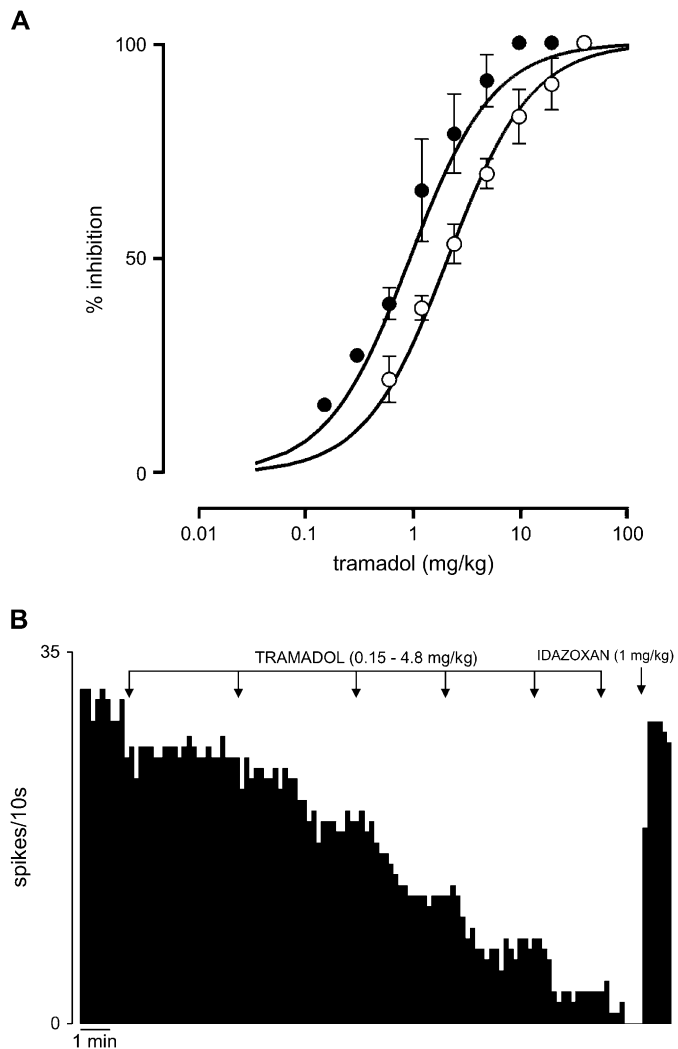 A
100
50
0
% inhibition
0.01 0.1 1 10 100
tramadol (mg/kg)
B
35
TRAMADOL (0.15 - 4.8 mg/kg)
IDAZOXAN (1 mg/kg)
spikes/10s
0
1 min